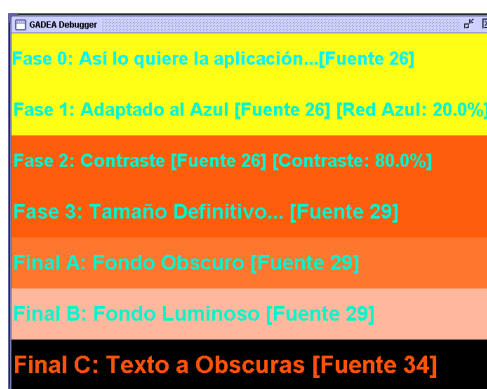 GADEA Debugger
Fase 0: Así lo quiere la aplicación...[Fuente 26]
Fase 1: Adaptado al Azul [Fuente 26] [Red Azul: 20.0%]
Fase 2: Contraste [Fuente 26] [Contraste: 80.0%]
Fase 3: Tamaño Definitivo... [Fuente 29]
Final A: Fondo Obscuro [Fuente 29]
Final B: Fondo Luminoso [Fuente 29]
Final C: Texto a Obscuras [Fuente 34]